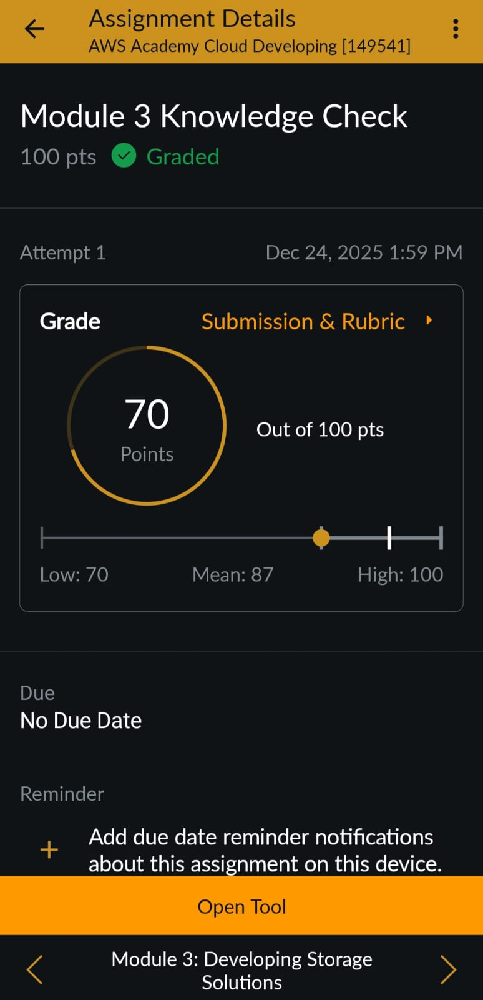 Assignment Details
AWS Academy Cloud Developing [149541]
Module 3 Knowledge Check
100 pts Graded
Attempt 1 Dec 24, 2025 1:59 PM
Grade Submission & Rubric
70
Points
Out of 100 pts
Low: 70 Mean: 87 High: 100
Due
No Due Date
Reminder
Add due date reminder notifications
about this assignment on this device.
Open Tool
Module 3: Developing Storage
Solutions